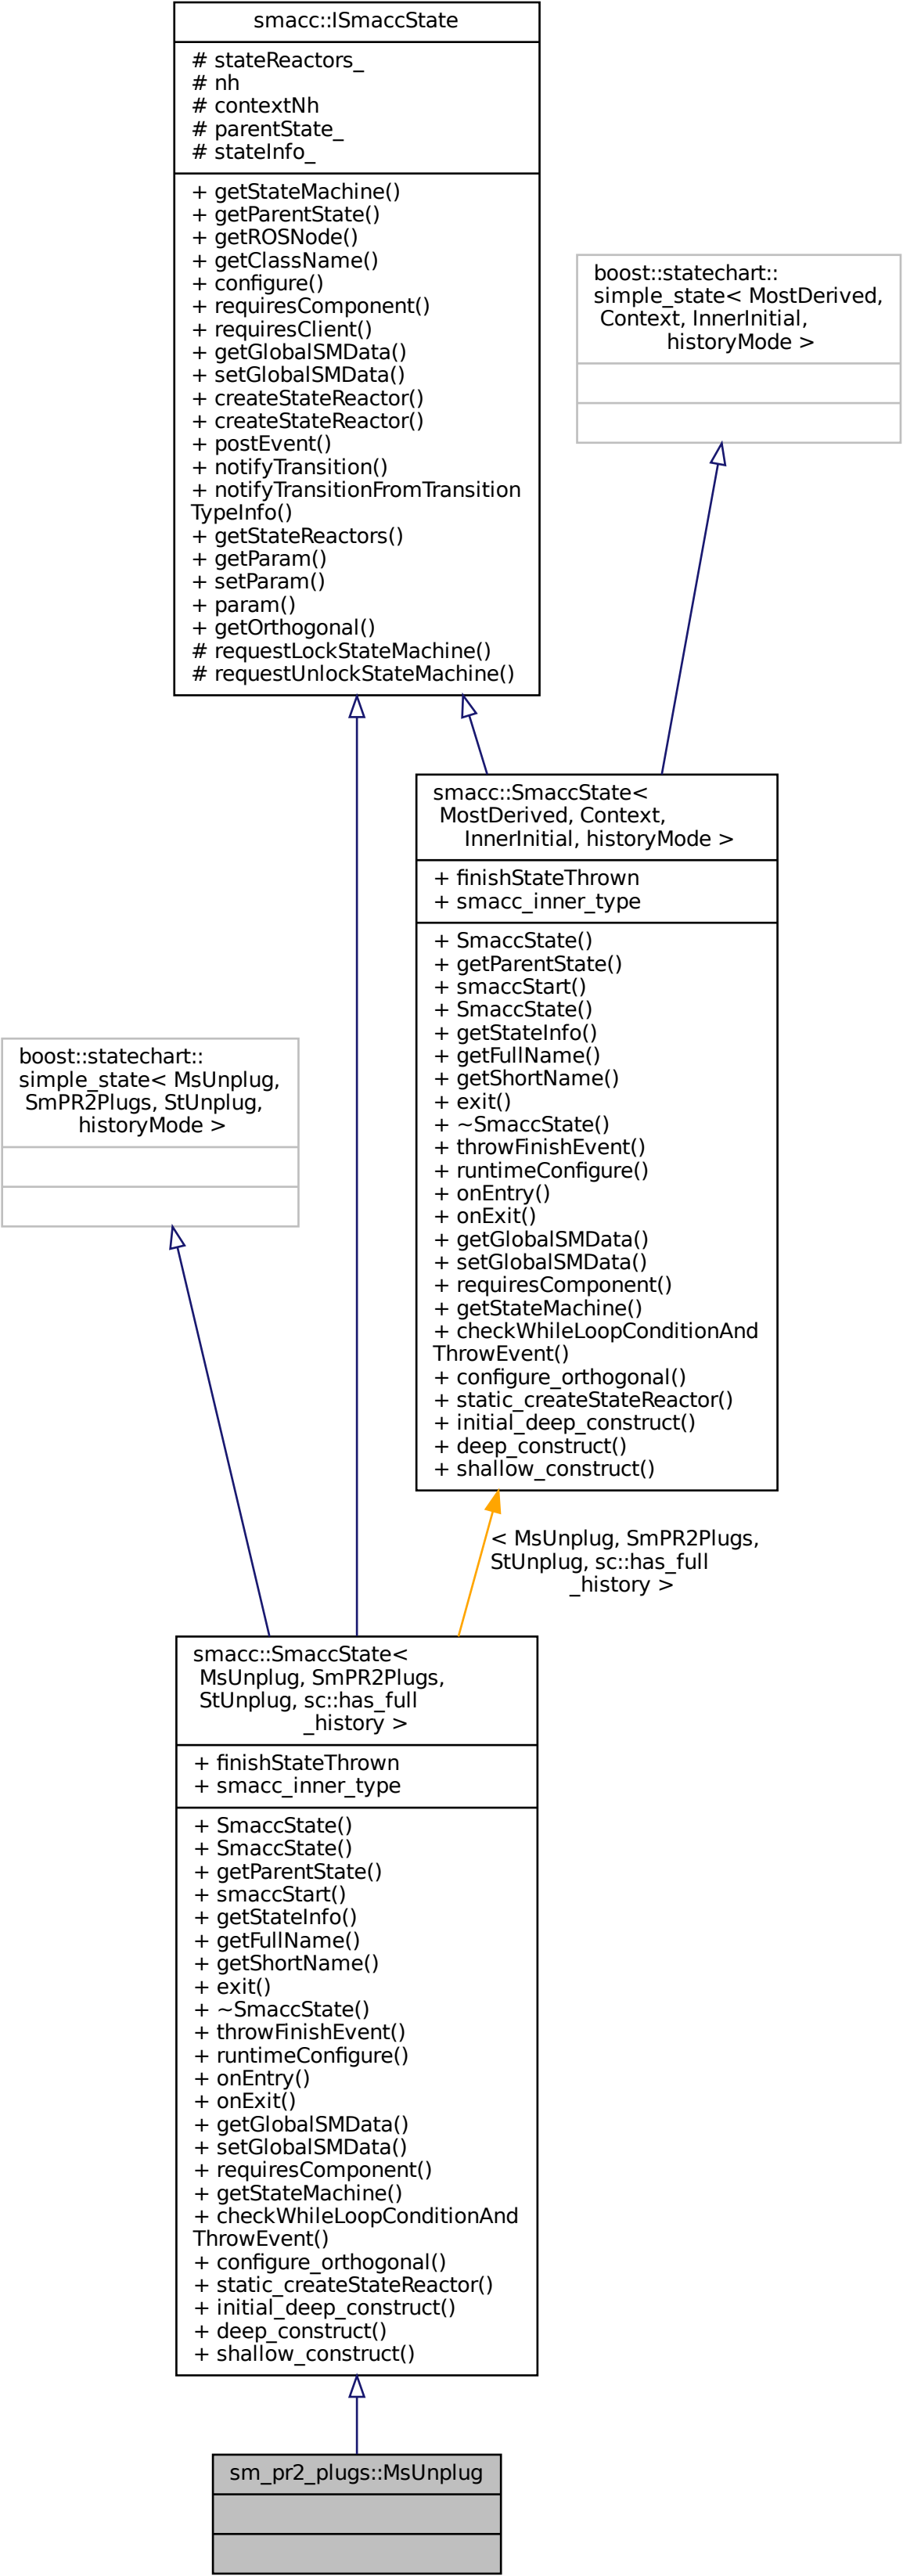 smacc::ISmaccState
# stateReactors_
# nh
# contextNh
# parentState_
# stateInfo_
+ getStateMachine()
+ getParentState()
+ getROSNode()
+ getClassName()
+ configure()
+ requiresComponent()
+ requiresClient()
+ getGlobalSMData()
+ setGlobalSMData()
+ createStateReactor()
+ createStateReactor()
+ postEvent()
+ notifyTransition()
+ notifyTransitionFromTransition
TypeInfo()
+ getStateReactors()
+ getParam()
+ setParam()
+ param()
+ getOrthogonal()
# requestLockStateMachine()
# requestUnlockStateMachine()
boost::statechart::
simple_state< MostDerived,
Context, InnerInitial,
historyMode >
smacc::SmaccState<
MostDerived, Context,
InnerInitial, historyMode >
+ finishStateThrown
+ smacc_inner_type
+ SmaccState()
+ getParentState()
+ smaccStart()
+ SmaccState()
+ getStateInfo()
+ getFullName()
+ getShortName()
+ exit()
+ ~SmaccState()
+ throwFinishEvent()
+ runtimeConfigure()
+ onEntry()
+ onExit()
+ getGlobalSMData()
+ setGlobalSMData()
+ requiresComponent()
+ getStateMachine()
+ checkWhileLoopConditionAnd
ThrowEvent()
+ configure_orthogonal()
+ static_createStateReactor()
+ initial_deep_construct()
+ deep_construct()
+ shallow_construct()
boost::statechart::
simple_state< MsUnplug,
SmPR2Plugs, StUnplug,
historyMode >
< MsUnplug, SmPR2Plugs,
StUnplug, sc::has_full
_history >
smacc::SmaccState<
MsUnplug, SmPR2Plugs,
StUnplug, sc::has_full
_history >
+ finishStateThrown
+ smacc_inner_type
+ SmaccState()
+ SmaccState()
+ getParentState()
+ smaccStart()
+ getStateInfo()
+ getFullName()
+ getShortName()
+ exit()
+ ~SmaccState()
+ throwFinishEvent()
+ runtimeConfigure()
+ onEntry()
+ onExit()
+ getGlobalSMData()
+ setGlobalSMData()
+ requiresComponent()
+ getStateMachine()
+ checkWhileLoopConditionAnd
ThrowEvent()
+ configure_orthogonal()
+ static_createStateReactor()
+ initial_deep_construct()
+ deep_construct()
+ shallow_construct()
sm_pr2_plugs::MsUnplug